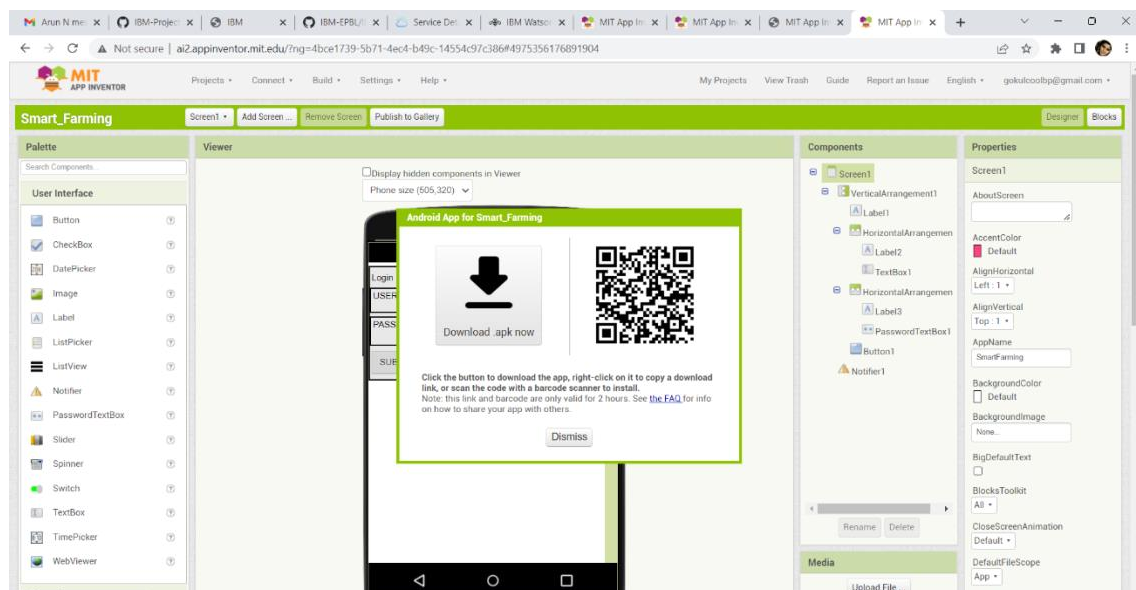 Arun N me
IBM-Project
IBM
IBM-EPBL/I
Service Det
IBM Watson
MIT App In
MIT App In
MIT App In
MIT App In
Not secure | ai2.appinventor.mit.edu/?ng=4bce1739-5b71-4ec4-b49c-14554c97c386#4975356176891904
MIT
APP INVENTOR
Projects Connect Build Settings Help My Projects View Trash Guide Report an Issue English gokulcoolbp@gmail.com
Smart_Farming Screen1 Add Screen ... Remove Screen Publish to Gallery Designer Blocks
Palette
Search Components...
User Interface
Button
CheckBox
DatePicker
Image
Label
ListPicker
ListView
Notifier
PasswordTextBox
Slider
Spinner
Switch
TextBox
TimePicker
WebViewer
Viewer
Display hidden components in Viewer
Phone size (505,320)
Login
USER
PASS
SUB
Android App for Smart_Farming
Download .apk now
Click the button to download the app, right-click on it to copy a download
link, or scan the code with a barcode scanner to install.
Note: this link and barcode are only valid for 2 hours. See the FAQ for info
on how to share your app with others.
Dismiss
Components
Screen1
VerticalArrangement1
Label1
HorizontalArrangemen
Label2
TextBox1
HorizontalArrangemen
Label3
PasswordTextBox1
Button1
Notifier1
Rename Delete
Media
Upload File ...
Properties
Screen1
AboutScreen
AccentColor
Default
AlignHorizontal
Left : 1
AlignVertical
Top : 1
AppName
SmartFarming
BackgroundColor
Default
BackgroundImage
None...
BigDefaultText
BlocksToolkit
All
CloseScreenAnimation
Default
DefaultFileScope
App